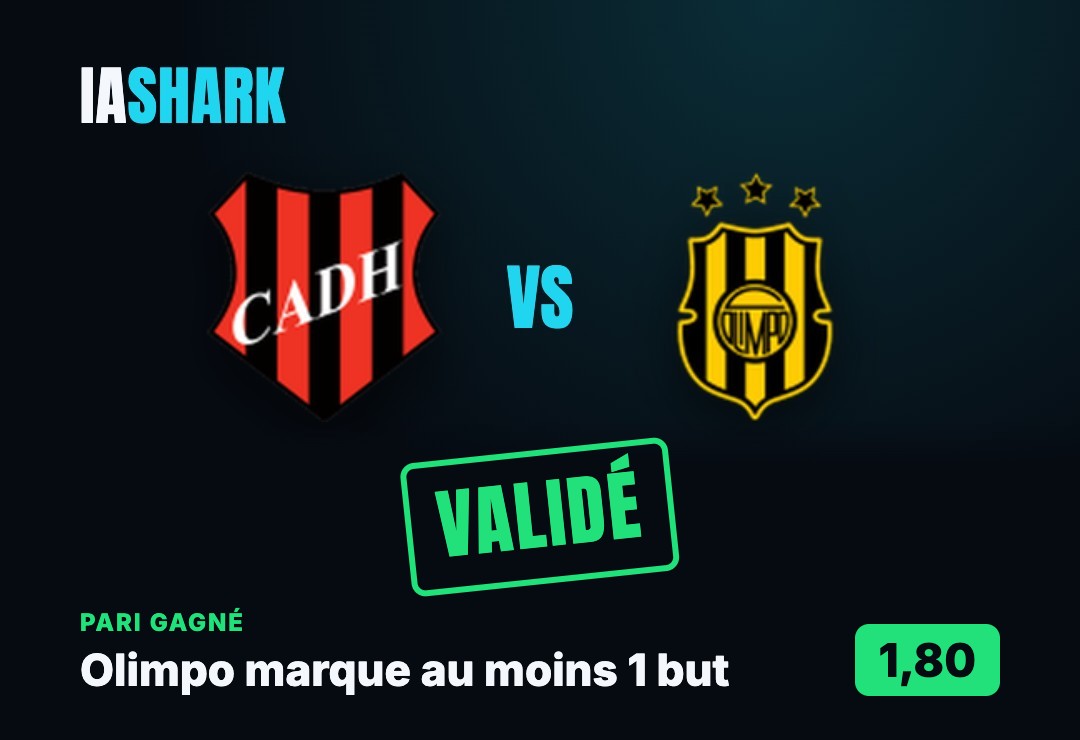 IASHARK
CADH
VS
OLIMPO
VALIDÉ
PARI GAGNÉ
Olimpo marque au moins 1 but
1,80